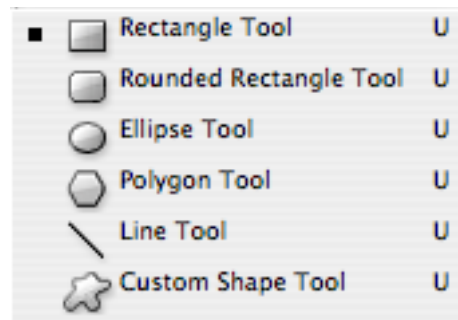 Rectangle Tool U
Rounded Rectangle Tool U
Ellipse Tool U
Polygon Tool U
Line Tool U
Custom Shape Tool U